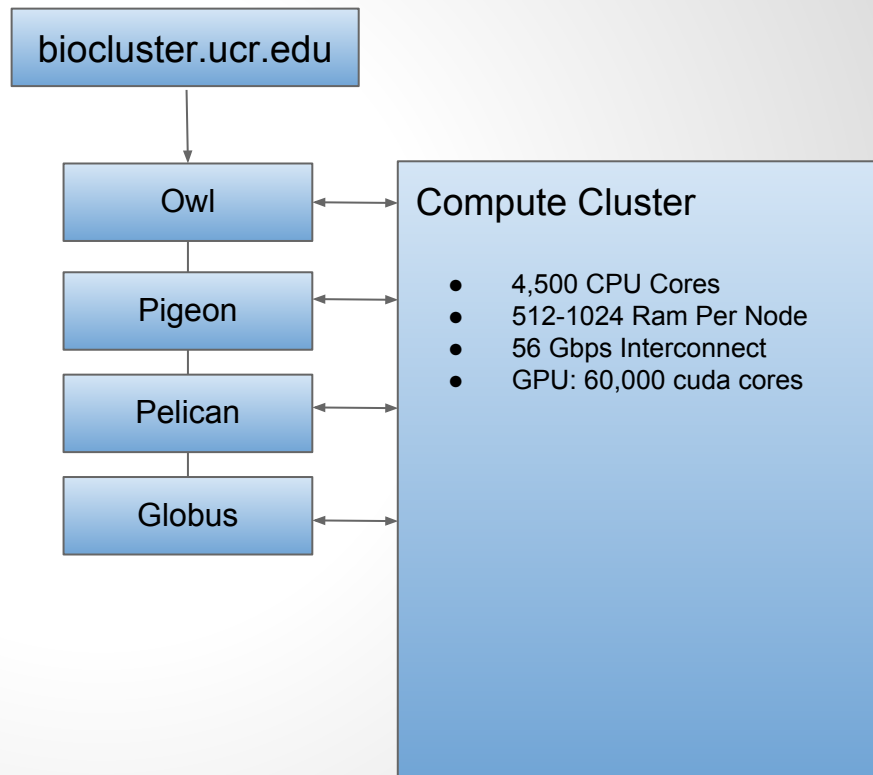 biocluster.ucr.edu
Owl
Pigeon
Pelican
Globus
Compute Cluster
● 4,500 CPU Cores
● 512-1024 Ram Per Node
● 56 Gbps Interconnect
● GPU: 60,000 cuda cores